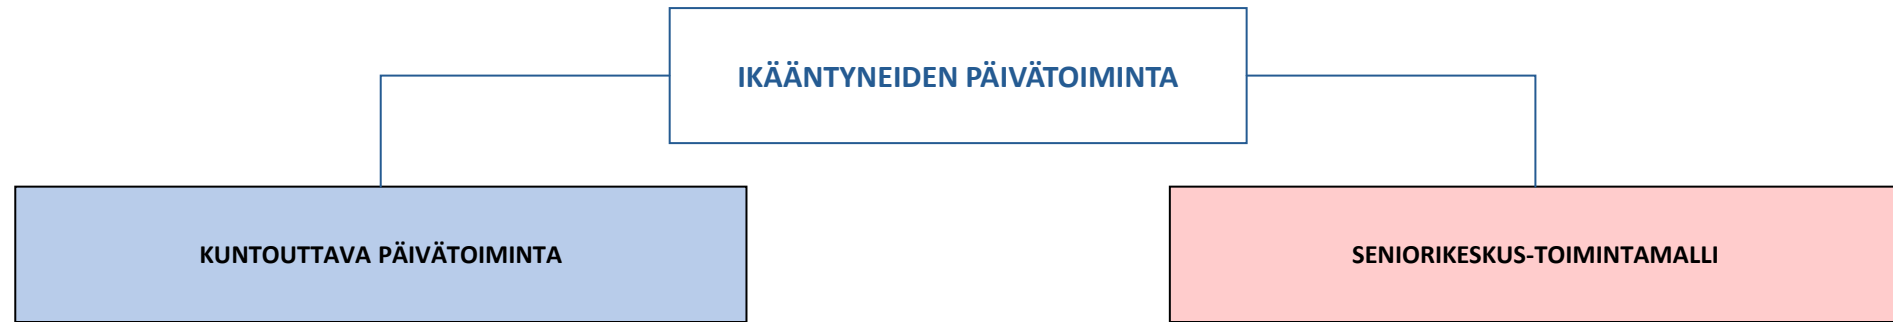 IKÄÄNTYNEIDEN PÄIVÄTOIMINTA
KUNTOUTTAVA PÄIVÄTOIMINTA
SENIORIKESKUS-TOIMINTAMALLI